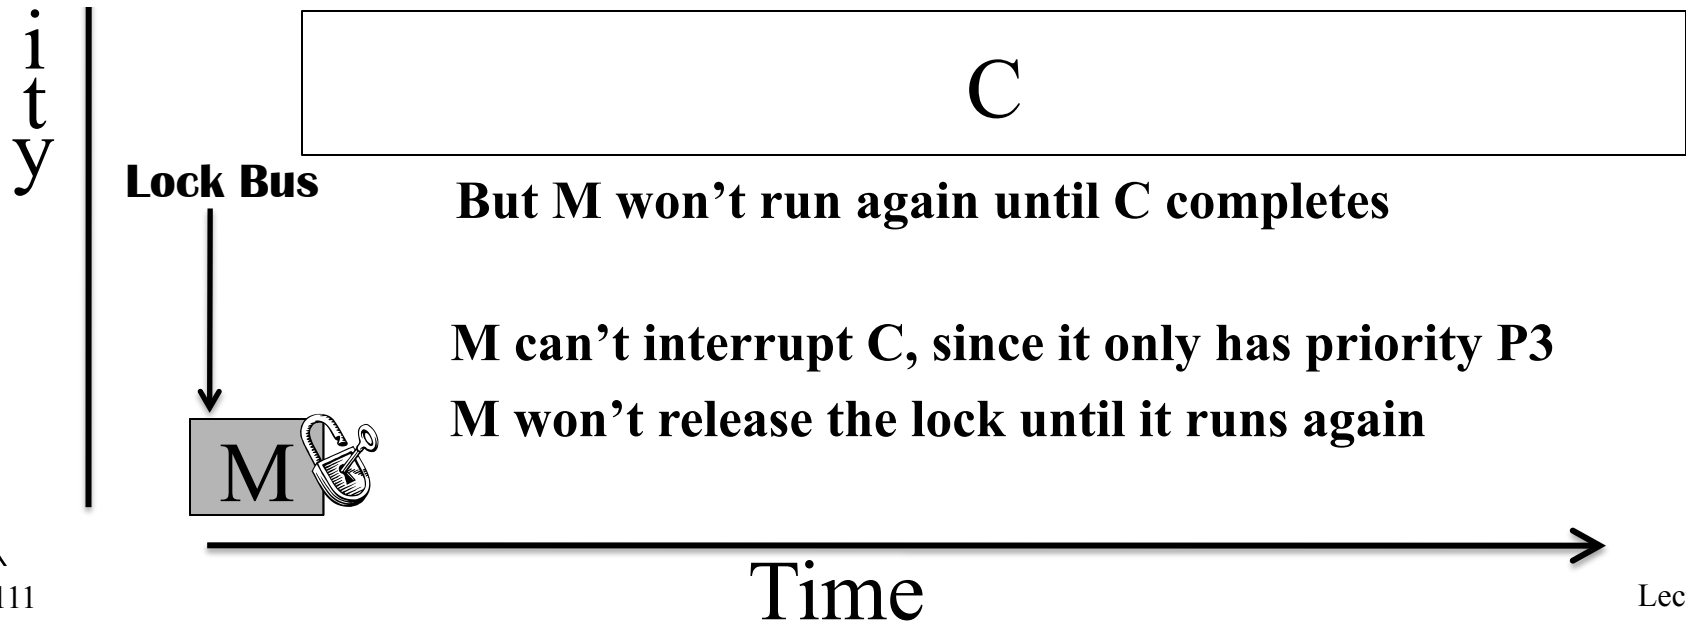 i
t
y
C
Lock Bus
But M won’t run again until C completes
M can’t interrupt C, since it only has priority P3
M won’t release the lock until it runs again
M
Time
111
Lec